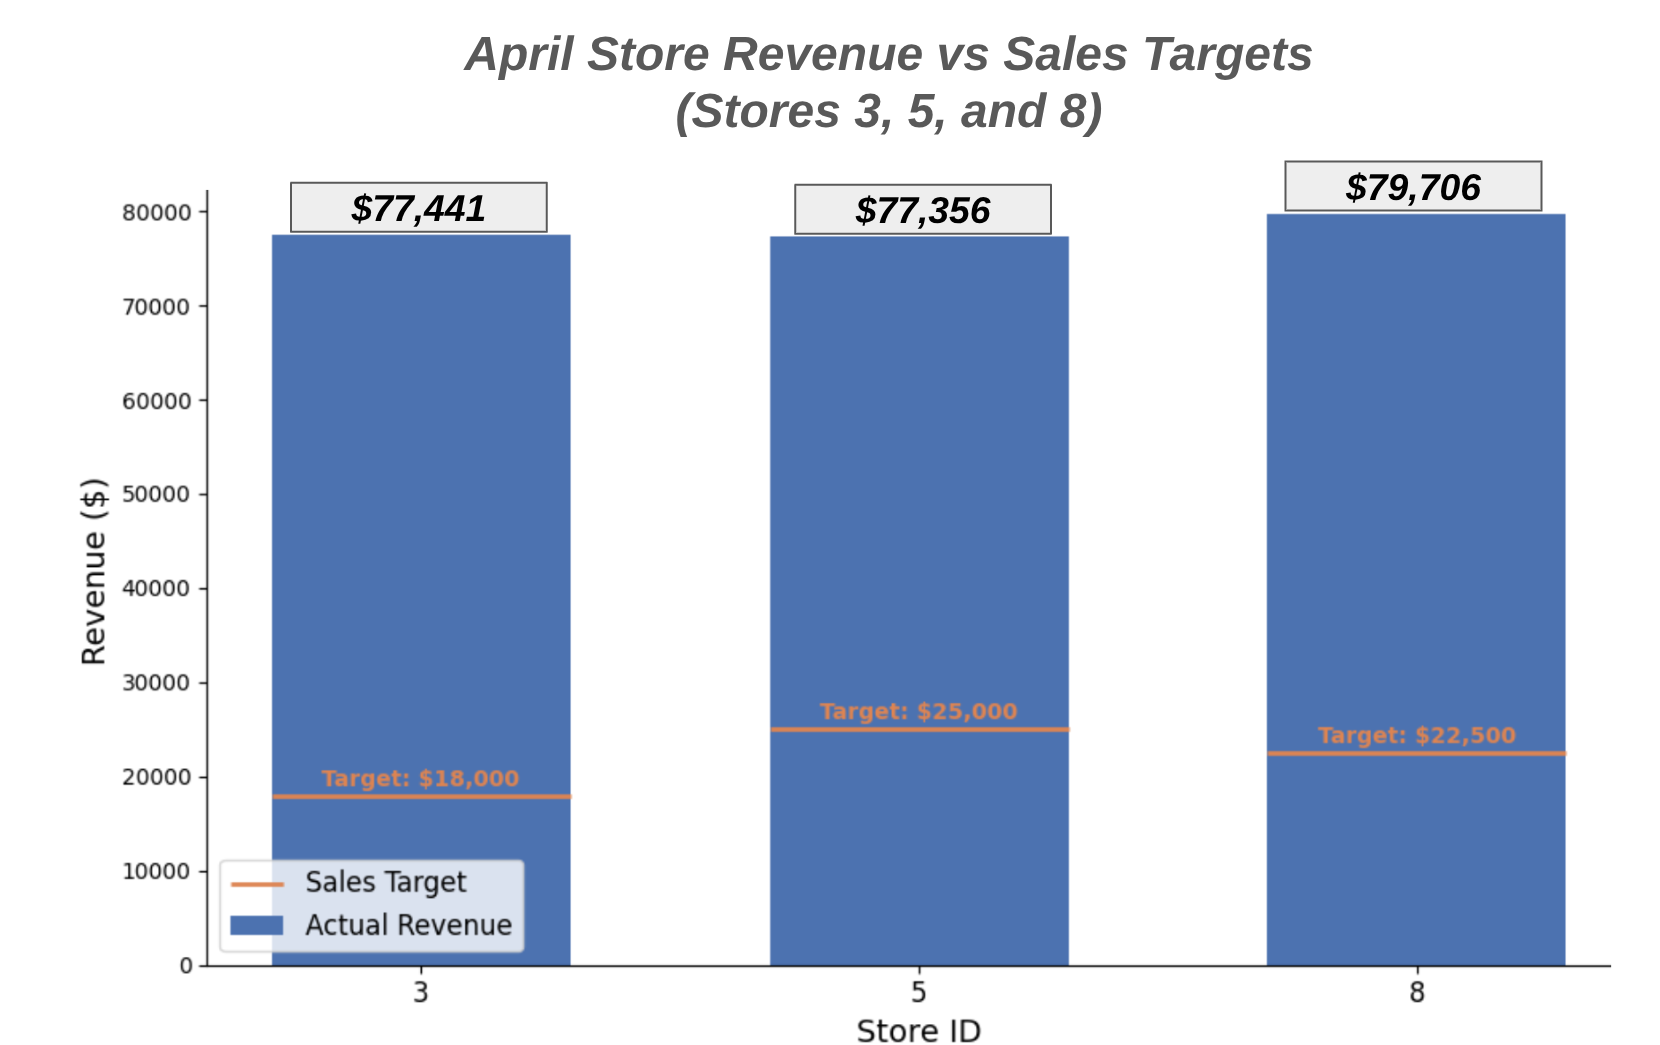 April Store Revenue vs Sales Targets
(Stores 3, 5, and 8)
$77,441
$77,356
$79,706
80000
70000
60000
50000
40000
30000
20000
10000
0
Revenue ($)
Target: $18,000
Target: $25,000
Target: $22,500
Sales Target
Actual Revenue
3
5
8
Store ID